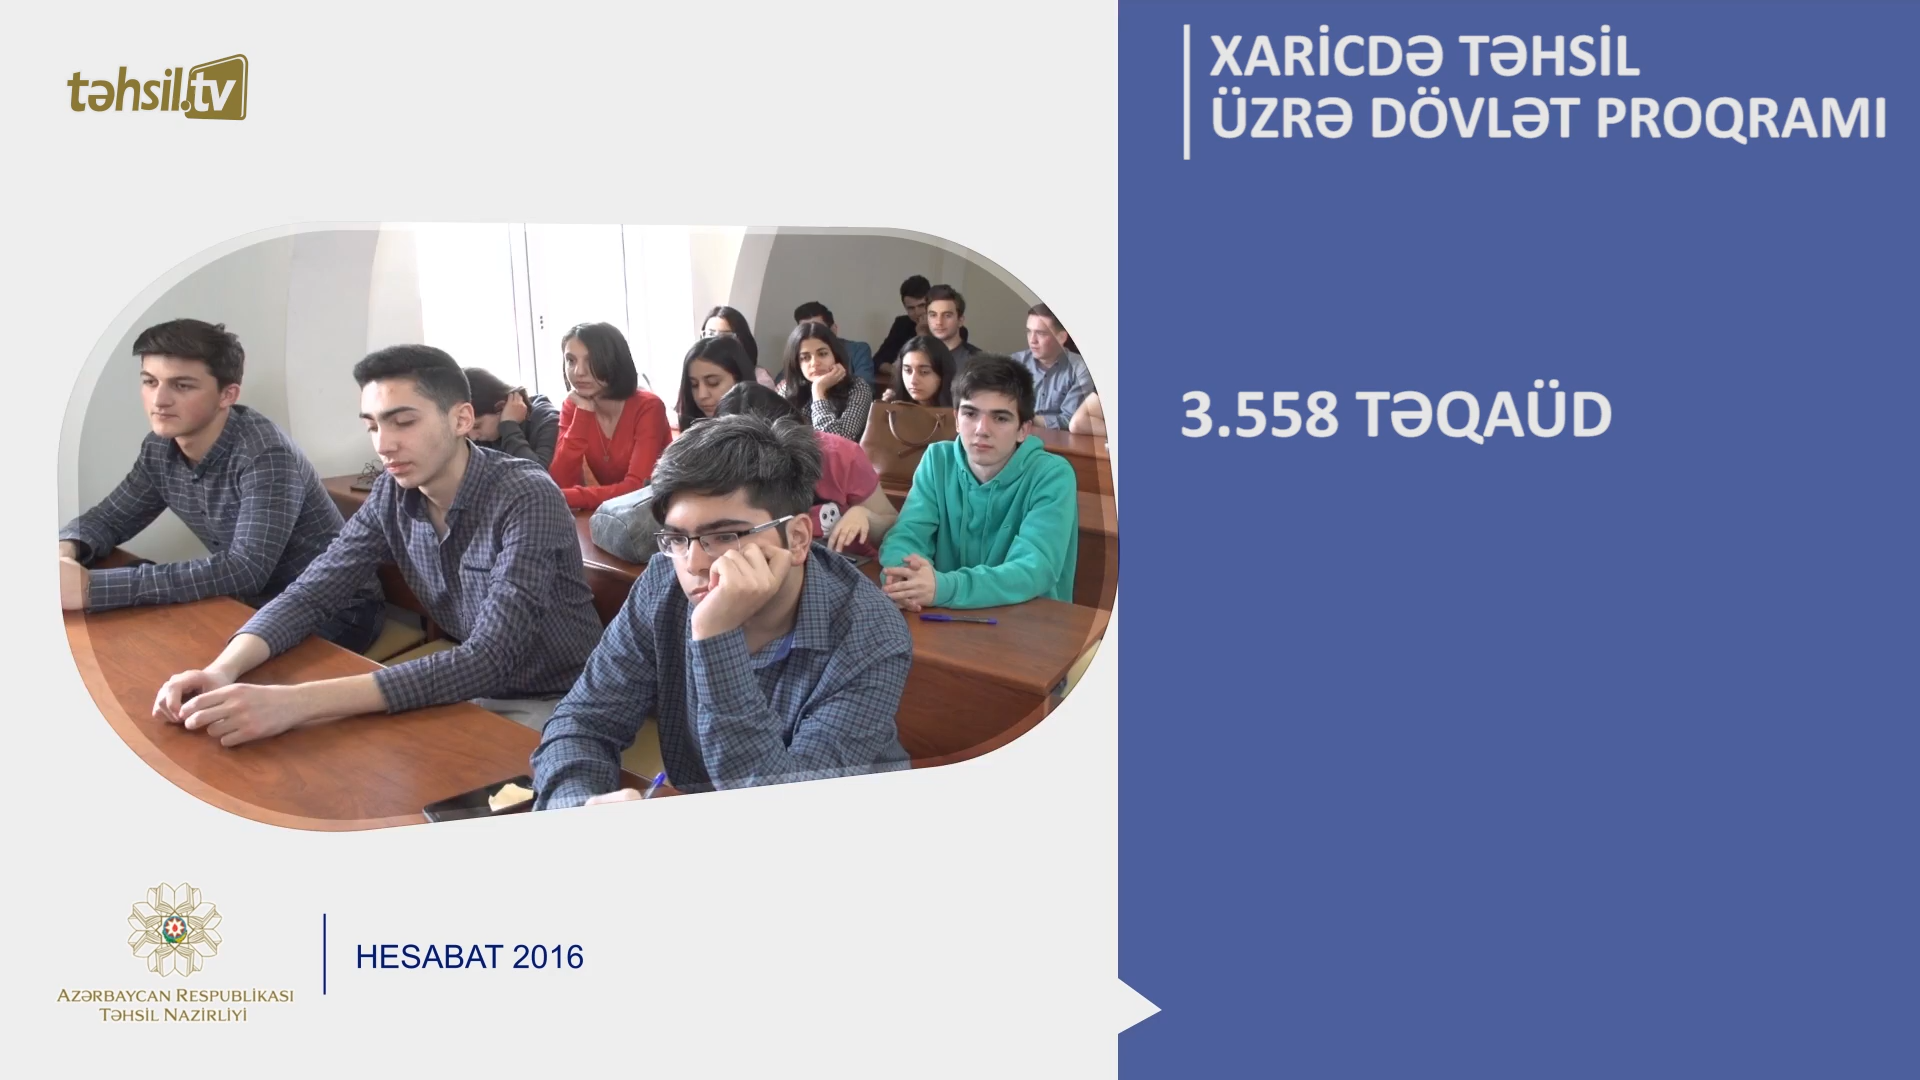 təhsil.tv
XARİCDƏ TƏHSİL
ÜZRƏ DÖVLƏT PROQRAMI
3.558 TƏQAÜD
AZƏRBAYCAN RESPUBLİKASI
TƏHSİL NAZİRLİYİ
HESABAT 2016